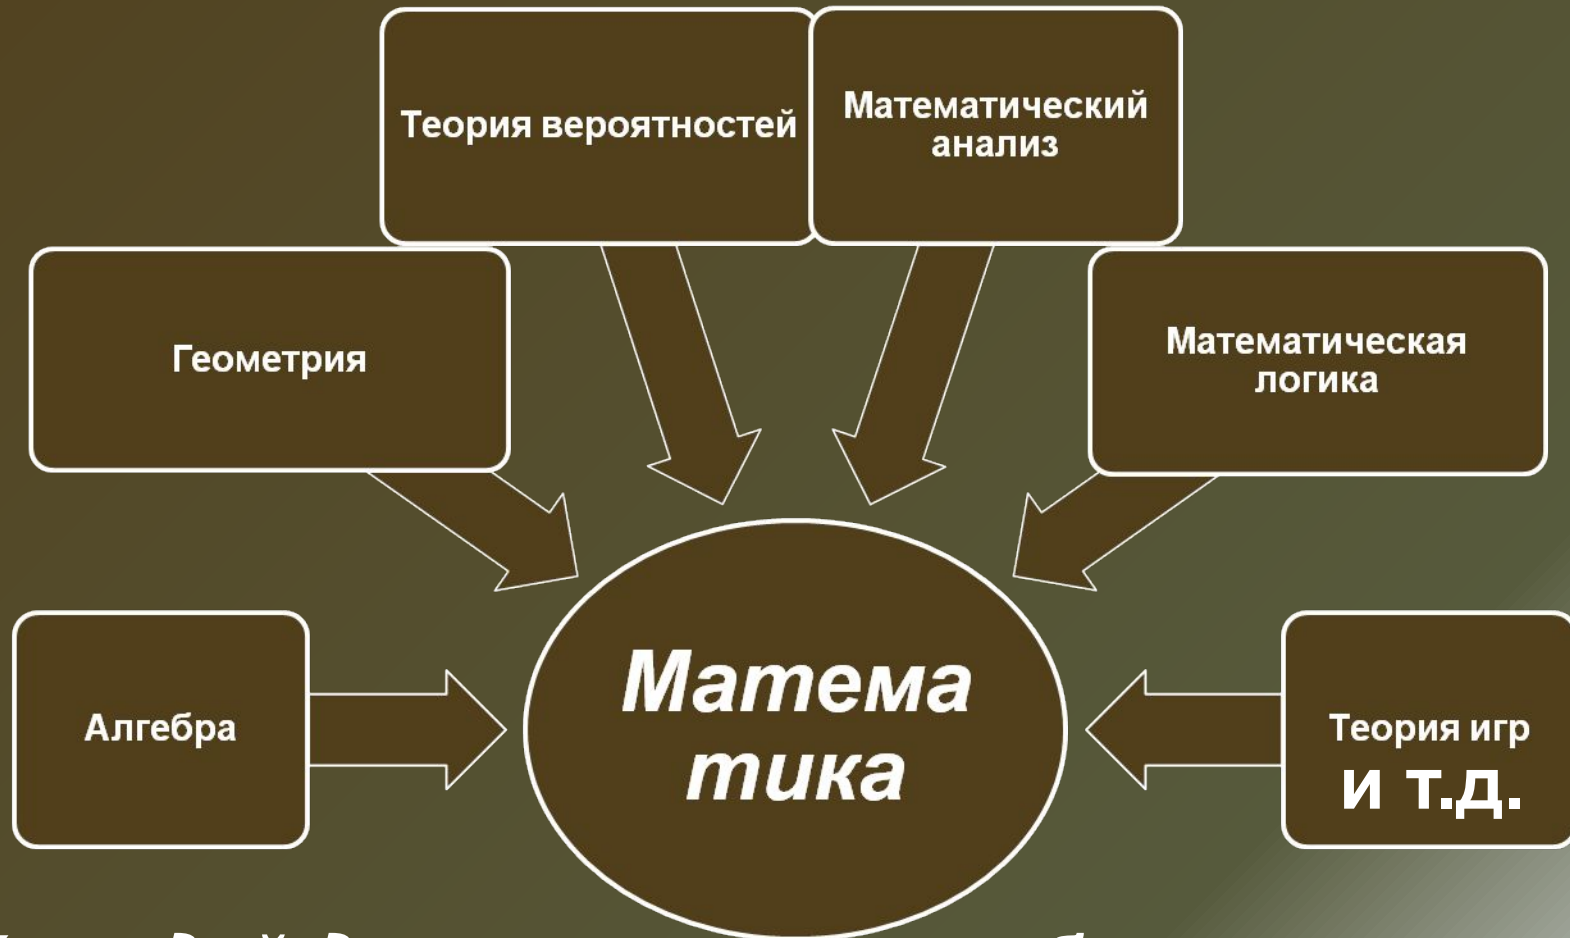 Теория вероятностей
Математический
анализ
Геометрия
Математическая
логика
Алгебра
Матема
тика
Теория игр
и т.д.